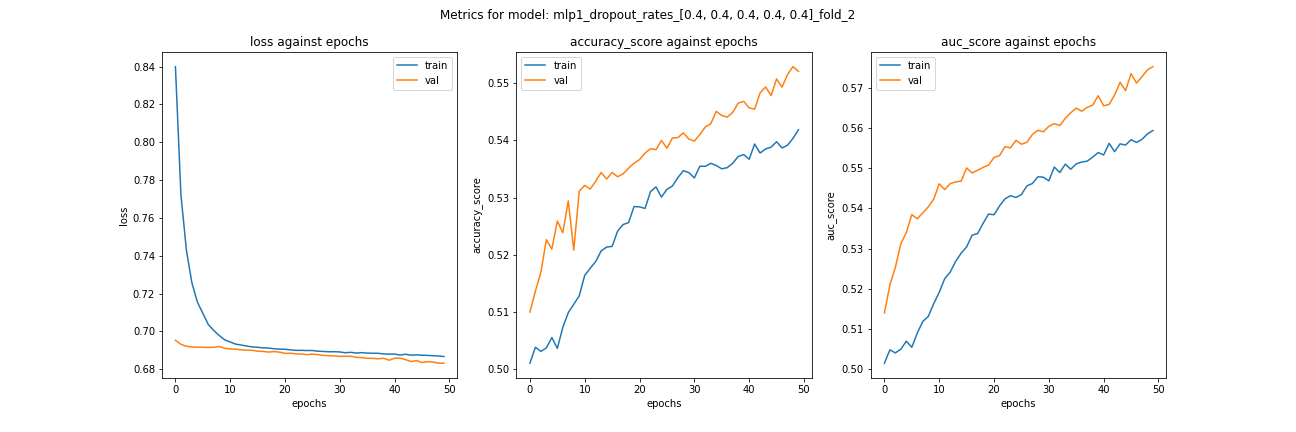 Metrics for model: mlp1_dropout_rates_[0.4, 0.4, 0.4, 0.4, 0.4]_fold_2
loss against epochs
0.84
0.82
0.80
0.78
0.76
0.74
0.72
0.70
0.68
loss
train
val
0 10 20 30 40 50
epochs
accuracy_score against epochs
0.55
0.54
0.53
0.52
0.51
0.50
accuracy_score
train
val
0 10 20 30 40 50
epochs
auc_score against epochs
0.57
0.56
0.55
0.54
0.53
0.52
0.51
0.50
auc_score
train
val
0 10 20 30 40 50
epochs